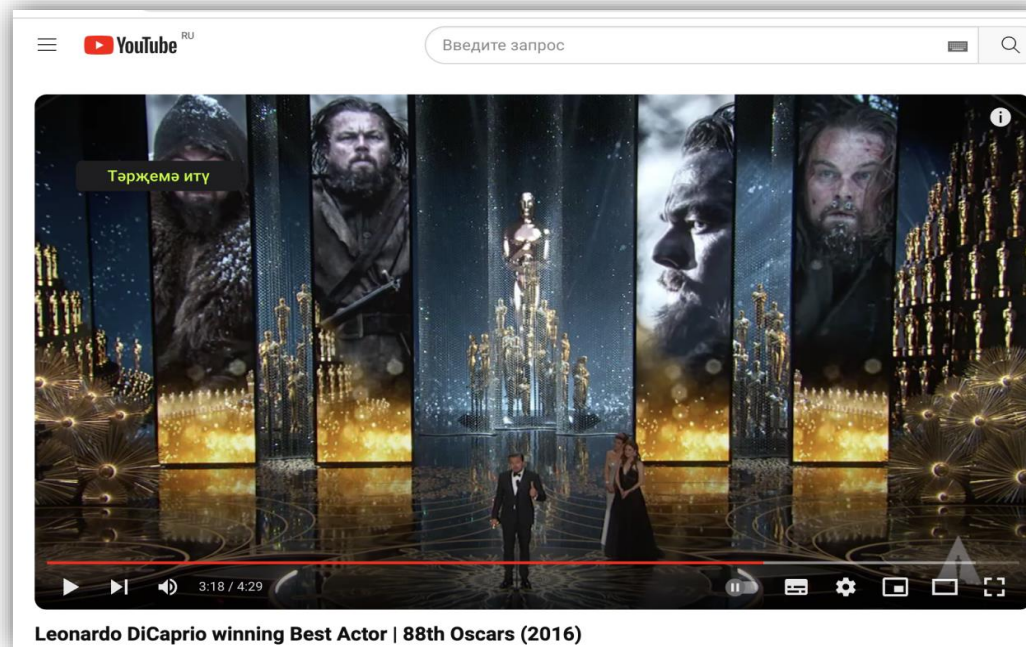 YouTube RU
Введите запрос
Тәрҗемә итү
3:18 / 4:29
Leonardo DiCaprio winning Best Actor | 88th Oscars (2016)